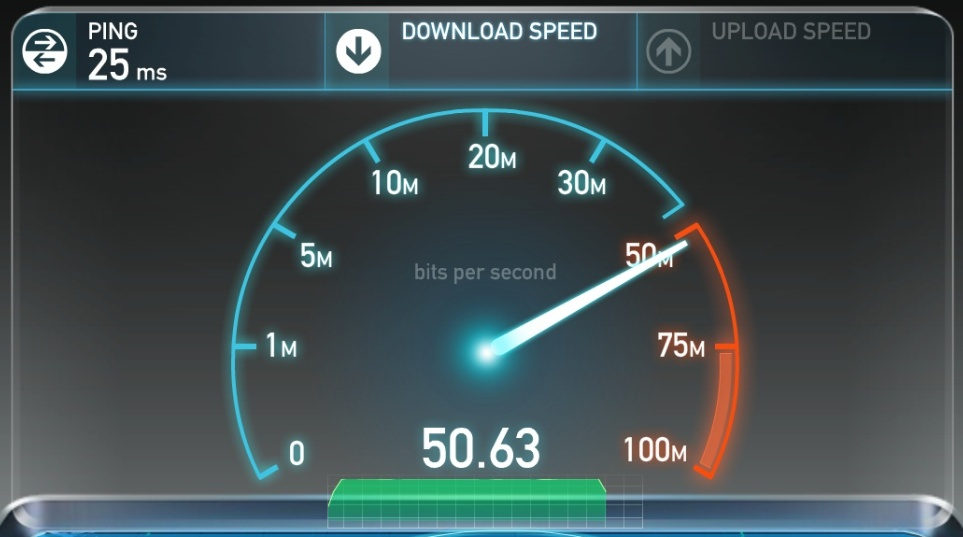 PING
25 ms
DOWNLOAD SPEED
UPLOAD SPEED
20M
10M
30M
5M
50M
bits per second
1M
75M
0
50.63
100M